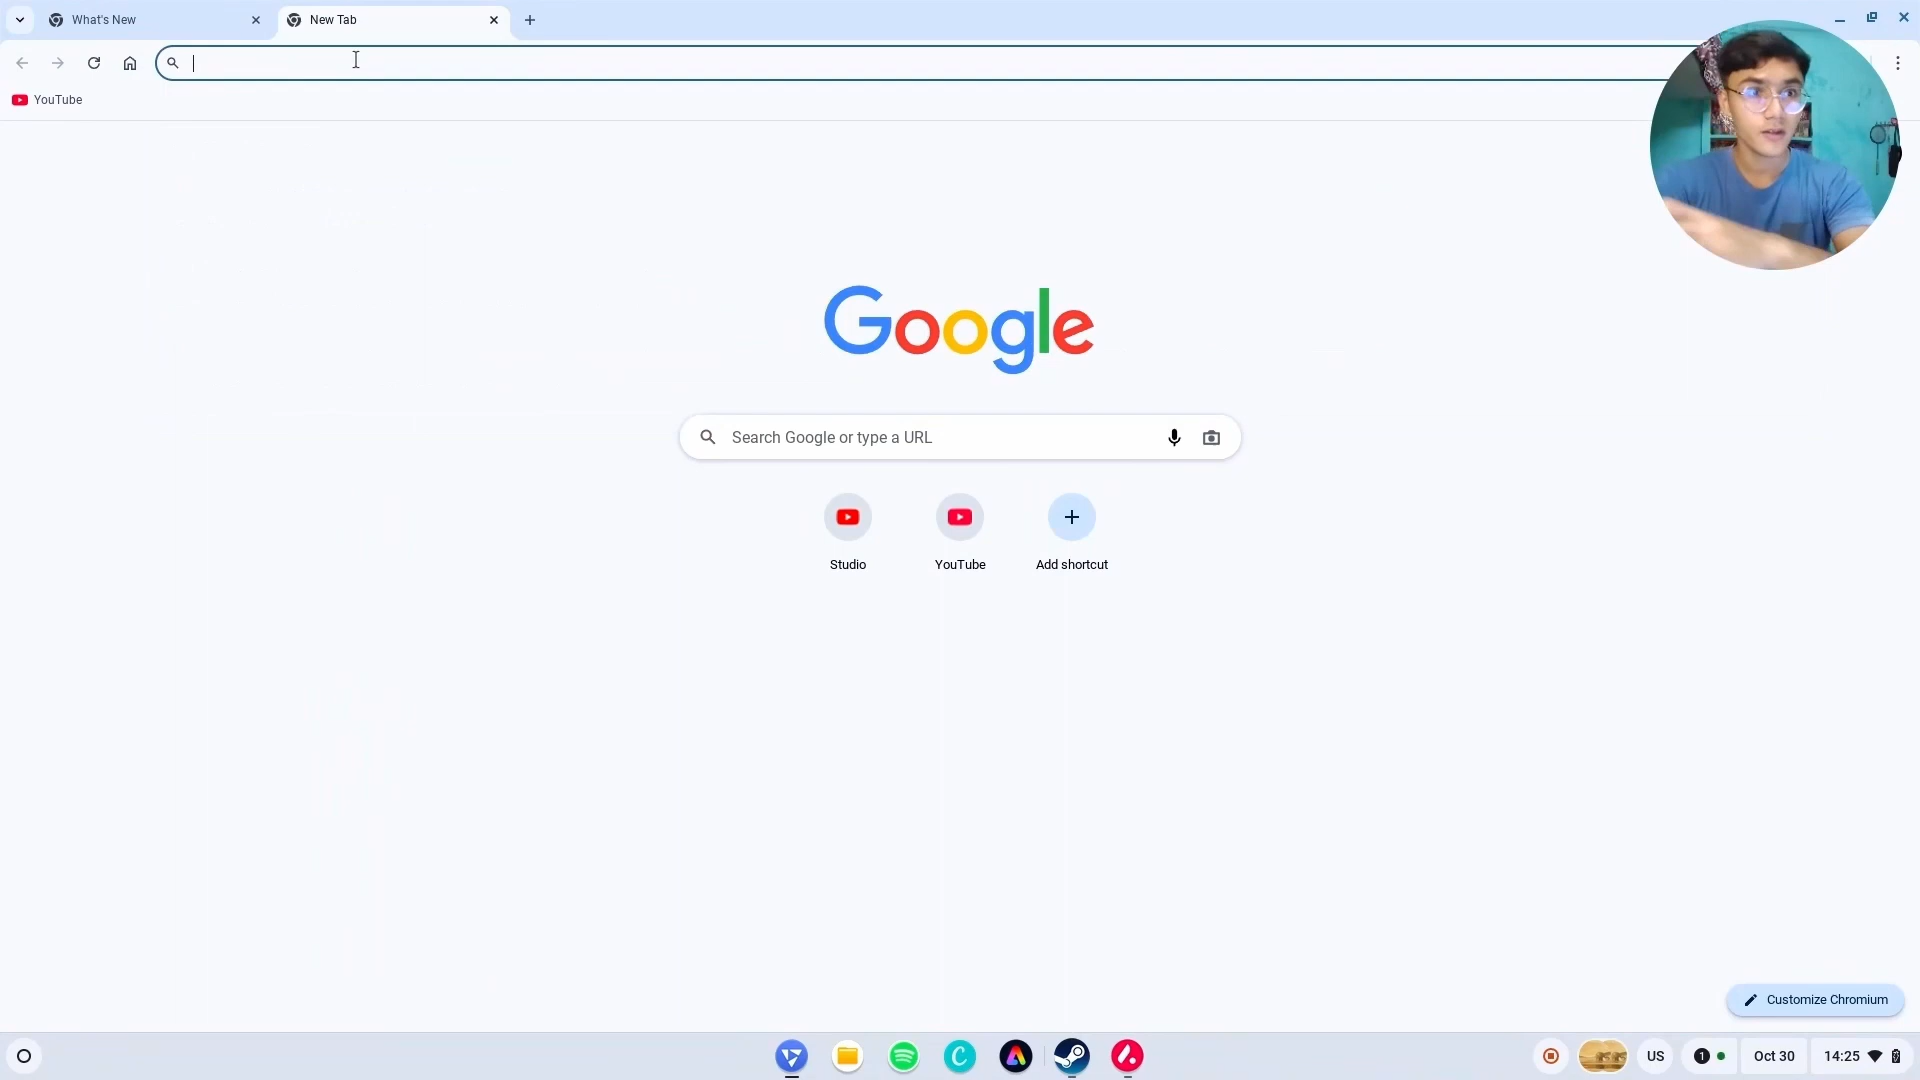 What's New
New Tab
YouTube
Google
Search Google or type a URL
Studio
YouTube
Add shortcut
Customize Chromium
US
1
Oct 30
14:25